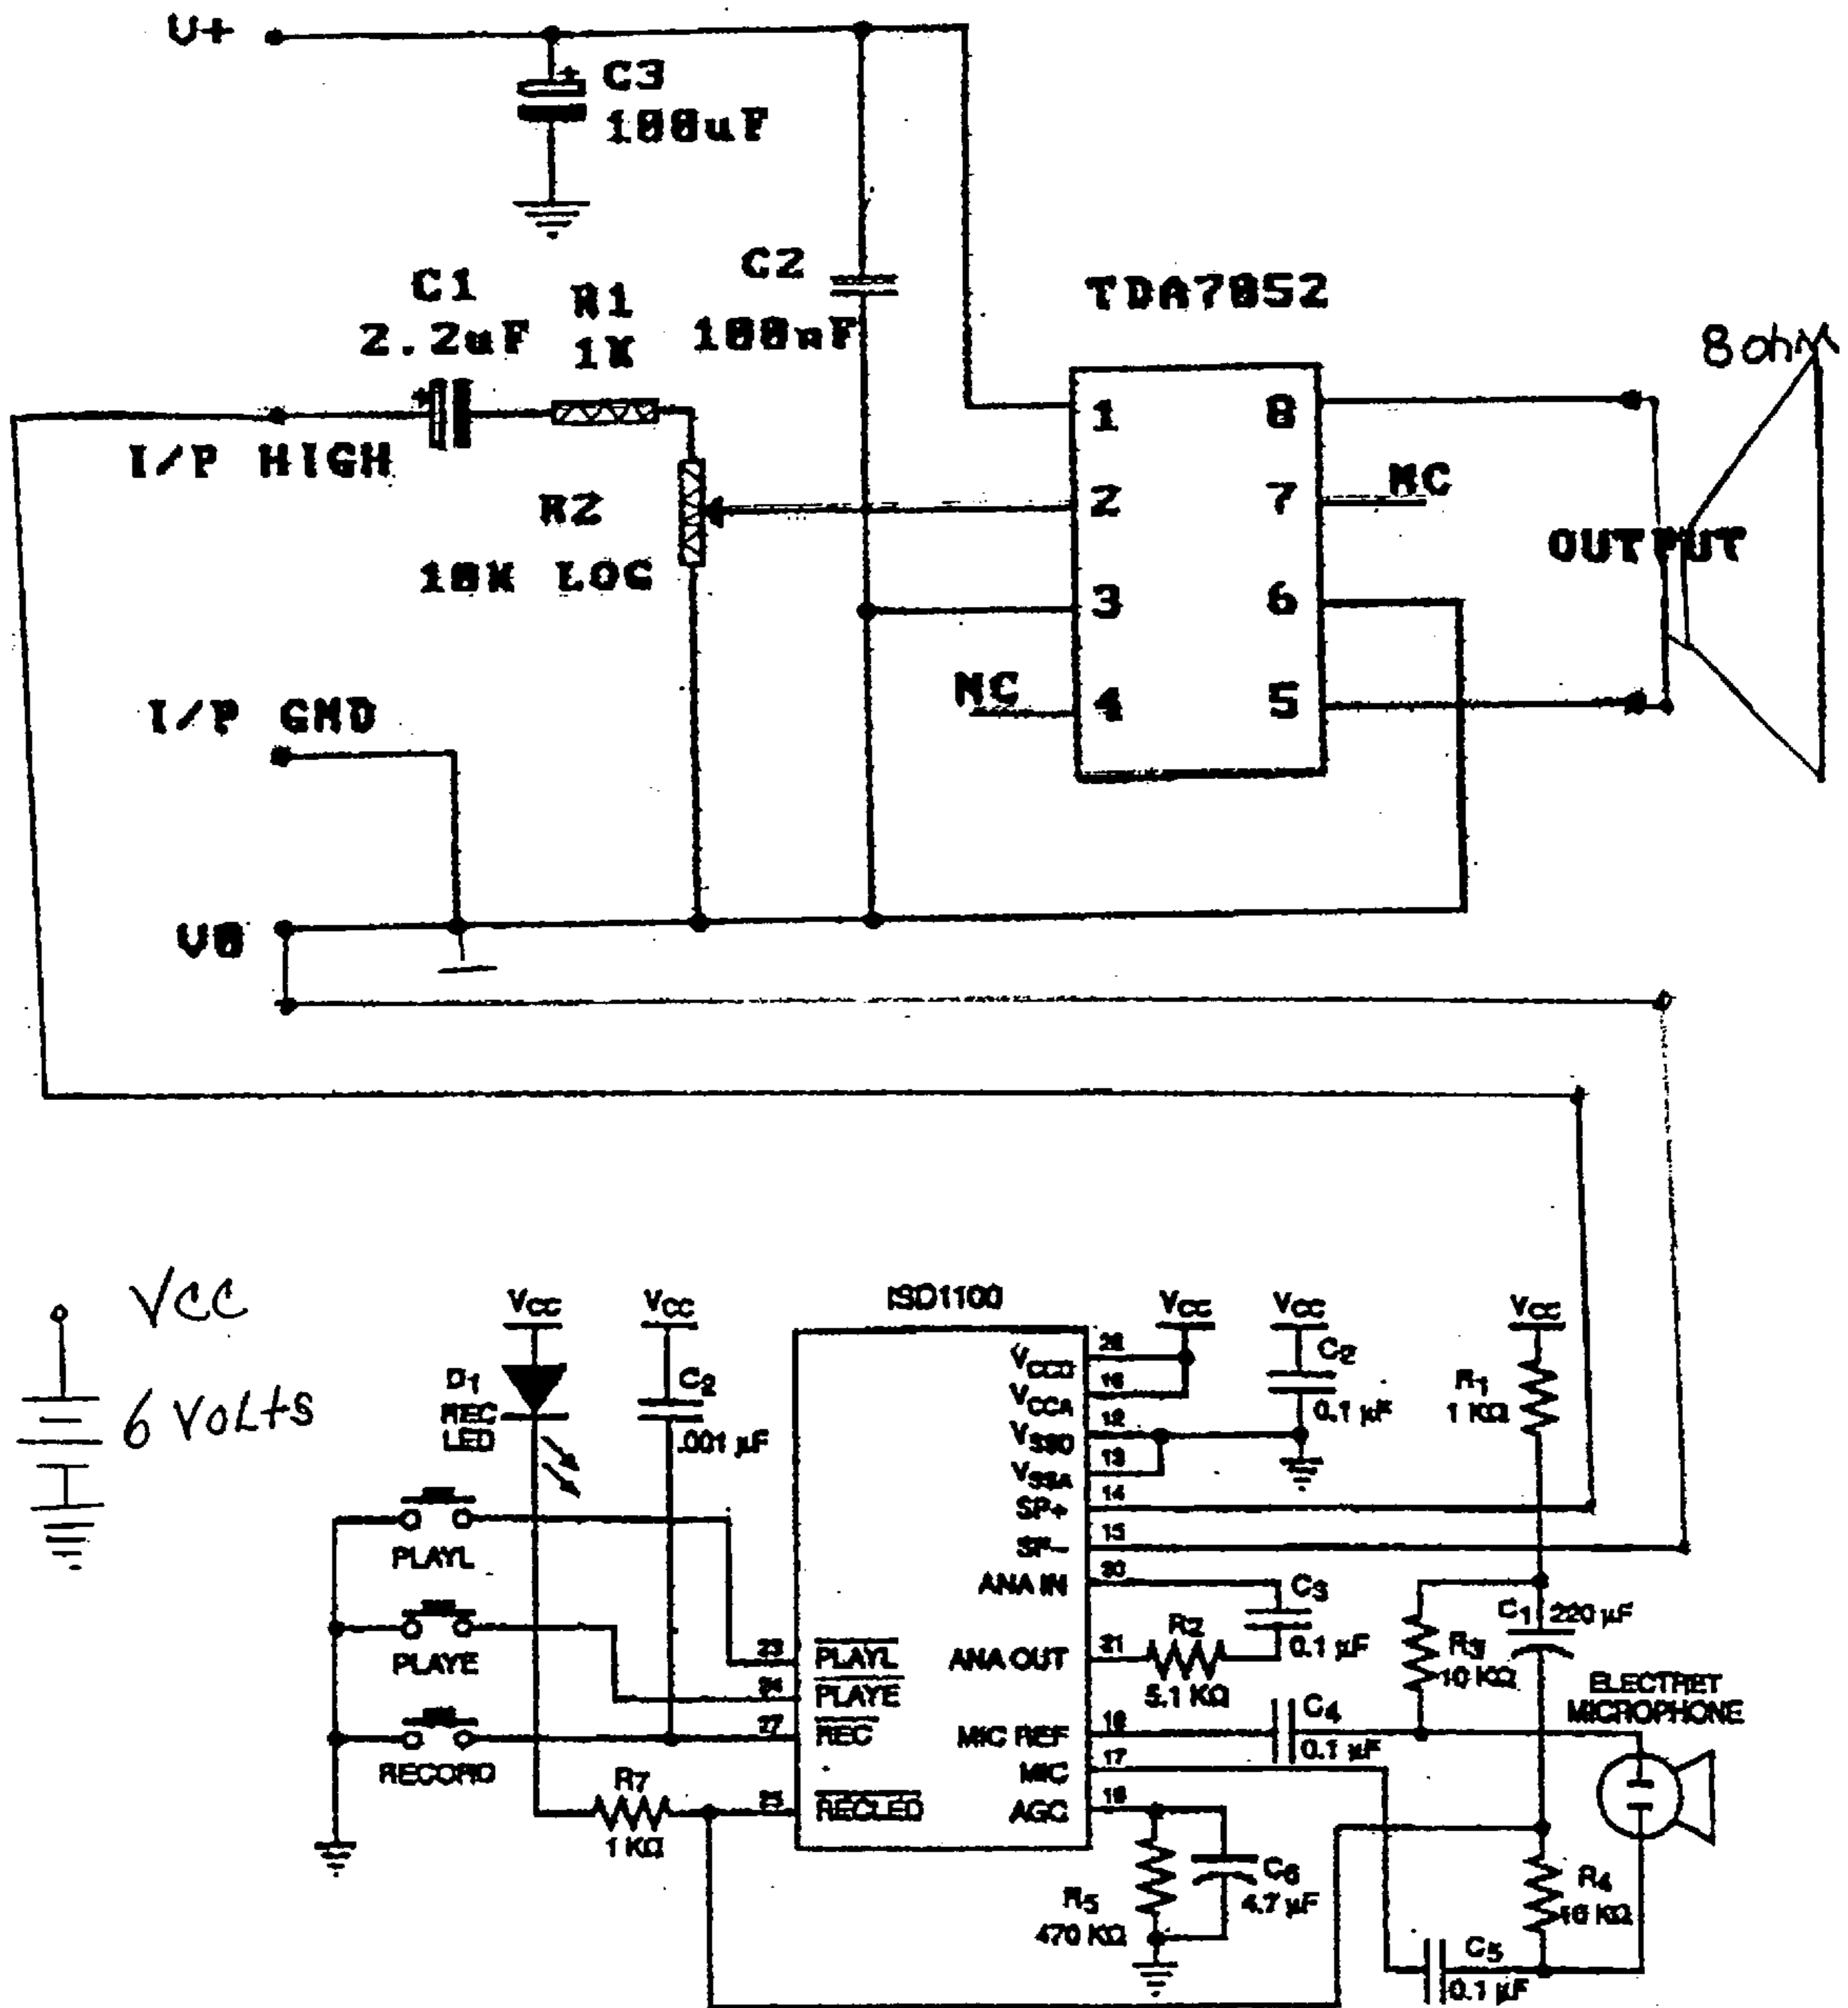 V+
C3
100uF
C1
2.2uF
R1
1K
C2
100nF
TDA7052
8 ohm
I/P HIGH
1
8
2
7
NC
R2
10K LOG
OUTPUT
3
6
I/P GND
NC
4
5
V0
VCC
6 VOLTS
VCC
VCC
ISD1100
VCC
VCC
VCC
D1
REC
LED
C2
.001 µF
VCCD
28
VCCA
16
VSSD
12
VSSA
13
C2
0.1 µF
R1
1 KΩ
SP+
14
SP-
15
PLAYL
ANA IN
20
C3
0.1 µF
C1
220 µF
PLAYE
23
PLAYL
ANA OUT
21
R2
5.1 KΩ
R3
10 KΩ
ELECTRET
MICROPHONE
24
PLAYE
RECORD
27
REC
MIC REF
18
C4
0.1 µF
MIC
17
R7
1 KΩ
25
RECLED
AGC
19
R5
470 KΩ
C6
4.7 µF
R4
10 KΩ
C5
0.1 µF